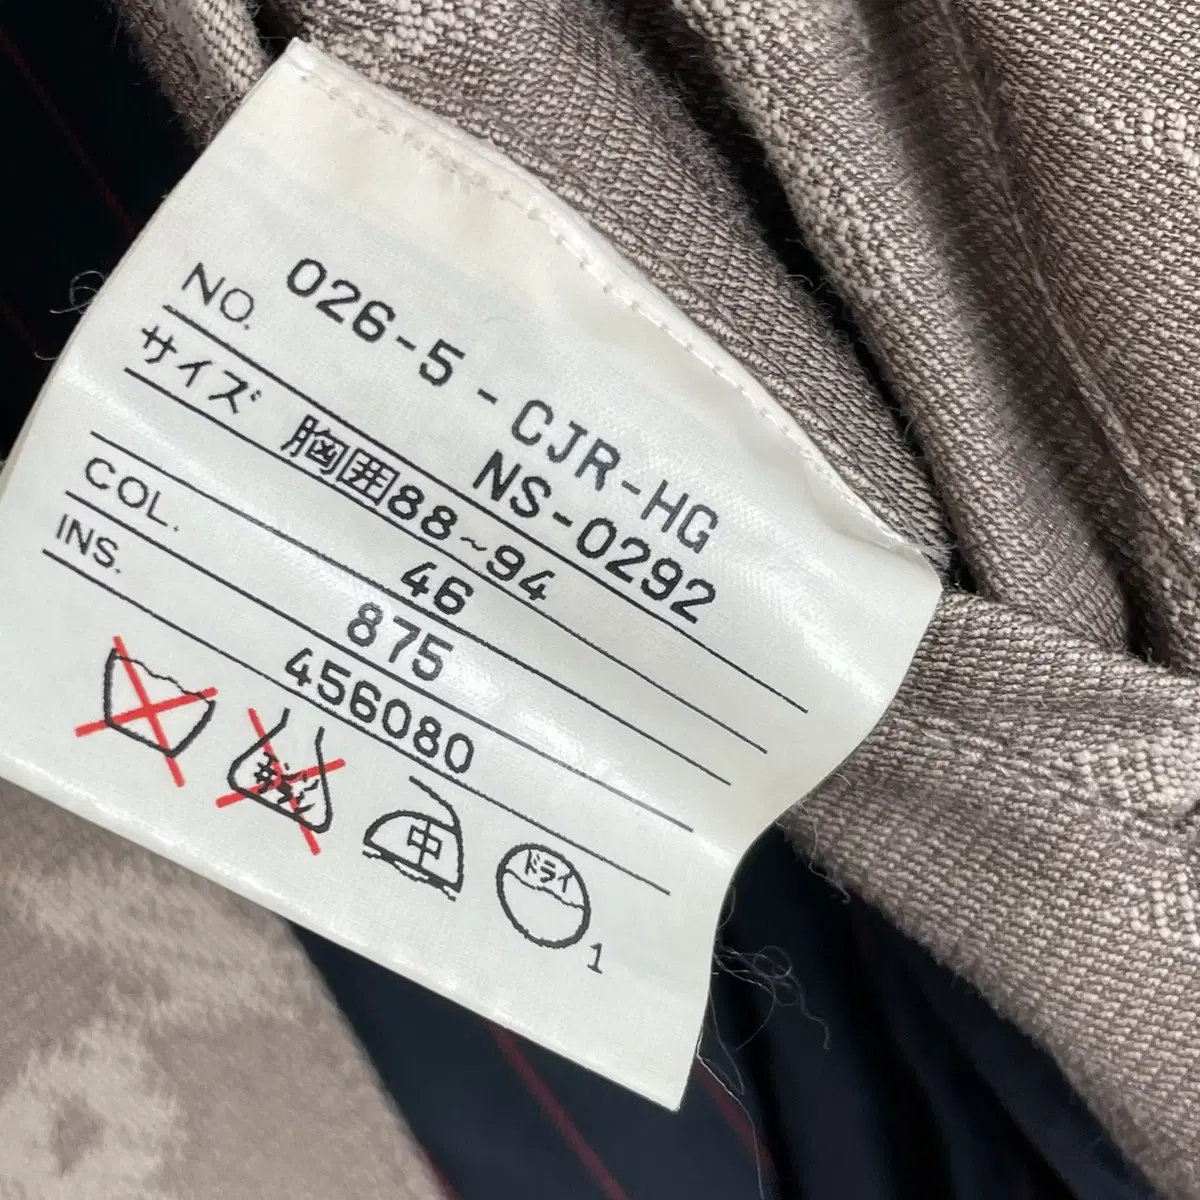 NO. 026-5-CJR-HG
NS-0292
サイズ 胸囲88~94
46
COL. 875
INS. 456080
中
ドライ
1